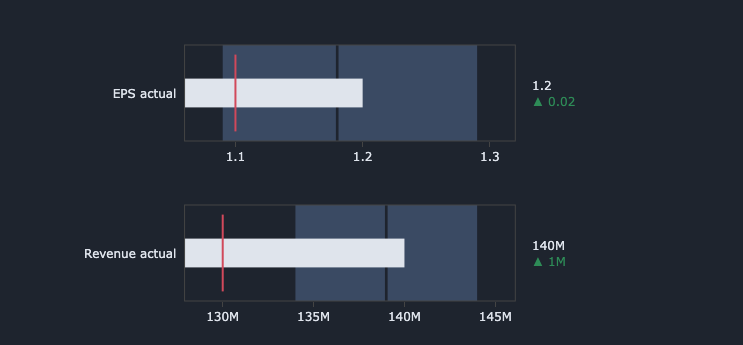 EPS actual
1.2
▲ 0.02
1.1
1.2
1.3
Revenue actual
140M
▲ 1M
130M
135M
140M
145M